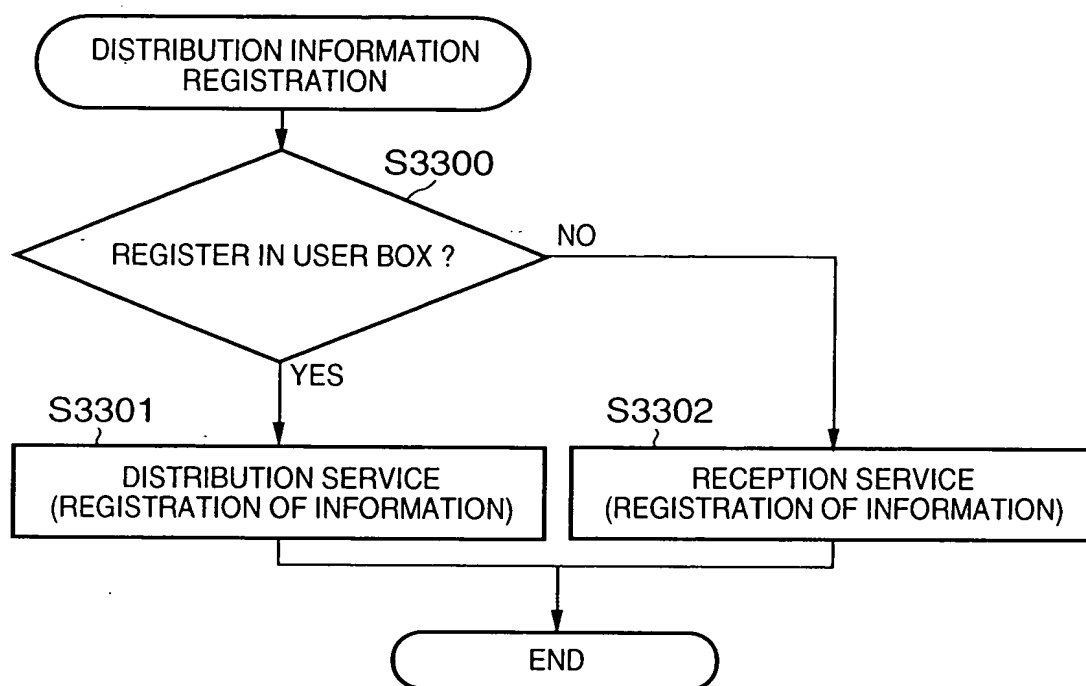 DISTRIBUTION INFORMATION
REGISTRATION
S3300
REGISTER IN USER BOX ?
NO
YES
S3301
DISTRIBUTION SERVICE
(REGISTRATION OF INFORMATION)
S3302
RECEPTION SERVICE
(REGISTRATION OF INFORMATION)
END